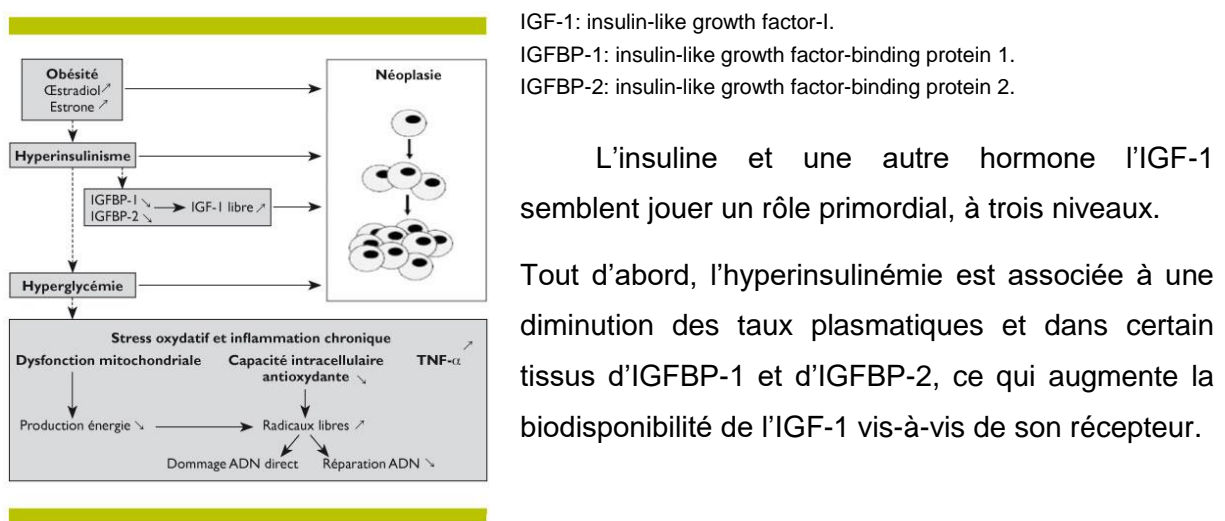 Obésité
Œstradiol ↗
Estrone ↗
Néoplasie
Hyperinsulinisme
IGFBP-1 ↘
IGFBP-2 ↘
IGF-1 libre ↗
Hyperglycémie
Stress oxydatif et inflammation chronique
Dysfonction mitochondriale
Capacité intracellulaire
antioxydante ↘
TNF-α ↗
Production énergie ↘
Radicaux libres ↗
Dommage ADN direct
Réparation ADN ↘
IGF-1: insulin-like growth factor-I.
IGFBP-1: insulin-like growth factor-binding protein 1.
IGFBP-2: insulin-like growth factor-binding protein 2.
L’insuline et une autre hormone l’IGF-1
semblent jouer un rôle primordial, à trois niveaux.
Tout d’abord, l’hyperinsulinémie est associée à une
diminution des taux plasmatiques et dans certain
tissus d’IGFBP-1 et d’IGFBP-2, ce qui augmente la
biodisponibilité de l’IGF-1 vis-à-vis de son récepteur.